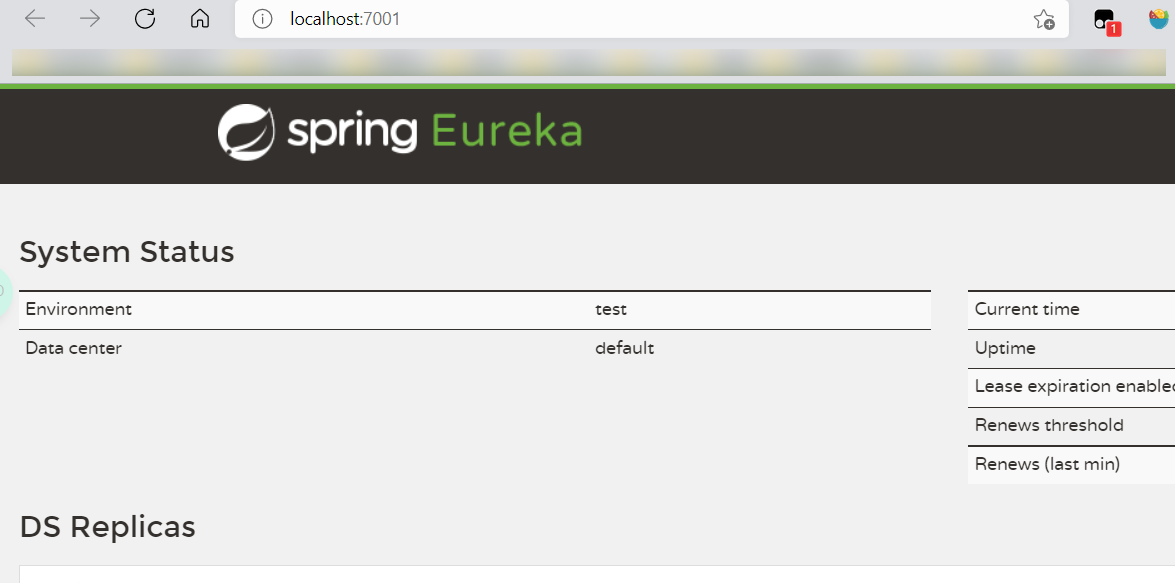 localhost:7001
1
spring Eureka
System Status
Environment test
Data center default
Current time
Uptime
Lease expiration enabled
Renews threshold
Renews (last min)
DS Replicas